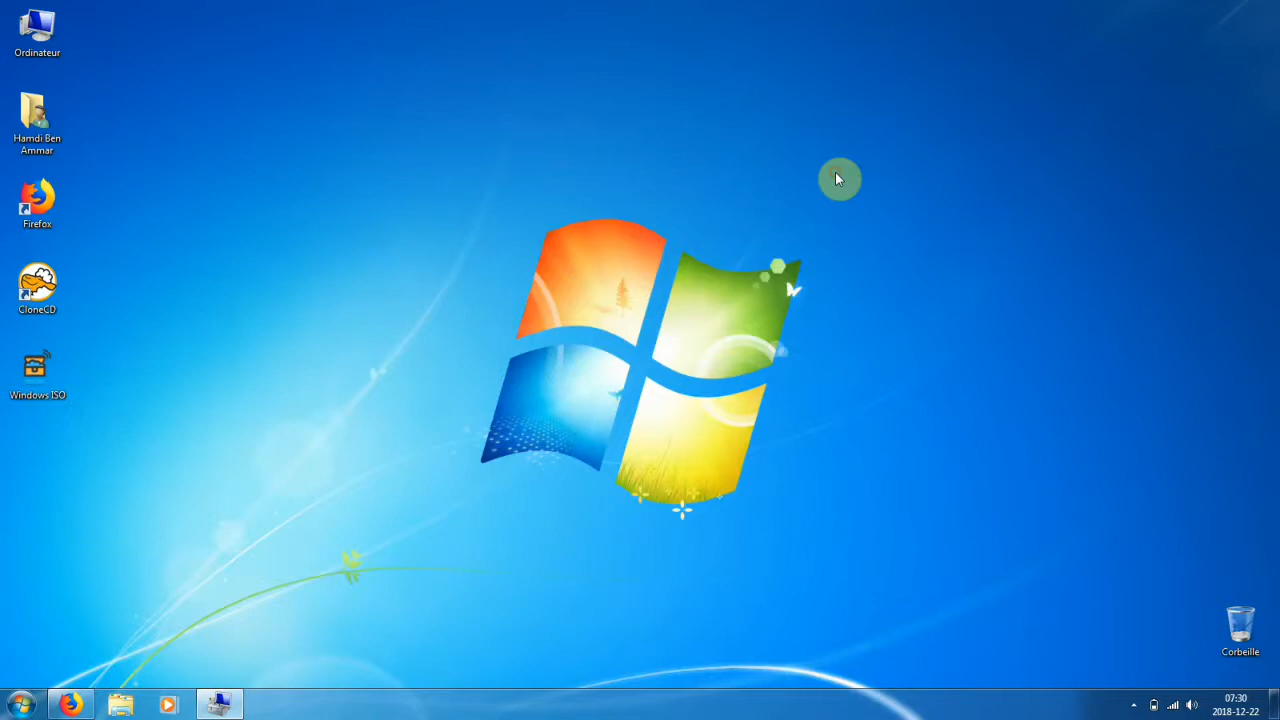 Ordinateur
Hamdi Ben
Ammar
Firefox
CloneCD
Windows ISO
Corbeille
07:30
2018-12-22